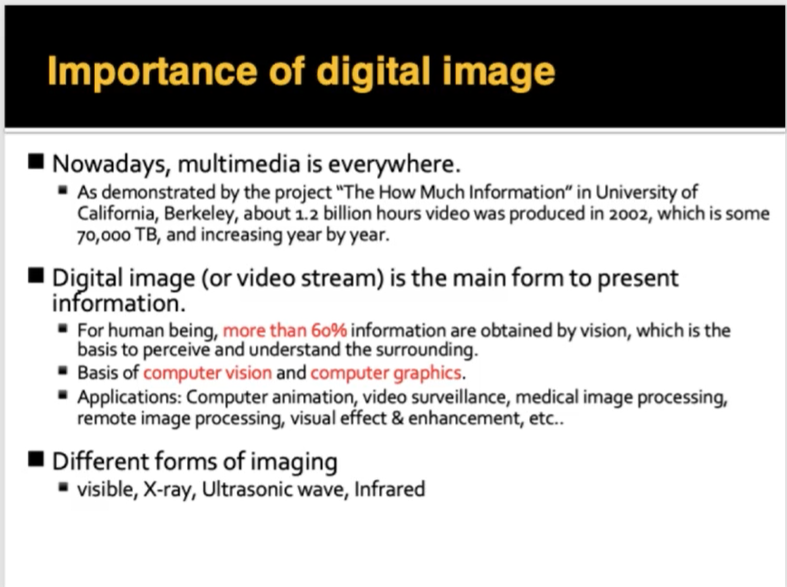 Importance of digital image
Nowadays, multimedia is everywhere.
As demonstrated by the project "The How Much Information" in University of
California, Berkeley, about 1.2 billion hours video was produced in 2002, which is some
70,000 TB, and increasing year by year.
Digital image (or video stream) is the main form to present
information.
For human being, more than 60% information are obtained by vision, which is the
basis to perceive and understand the surrounding.
Basis of computer vision and computer graphics.
Applications: Computer animation, video surveillance, medical image processing,
remote image processing, visual effect & enhancement, etc..
Different forms of imaging
visible, X-ray, Ultrasonic wave, Infrared